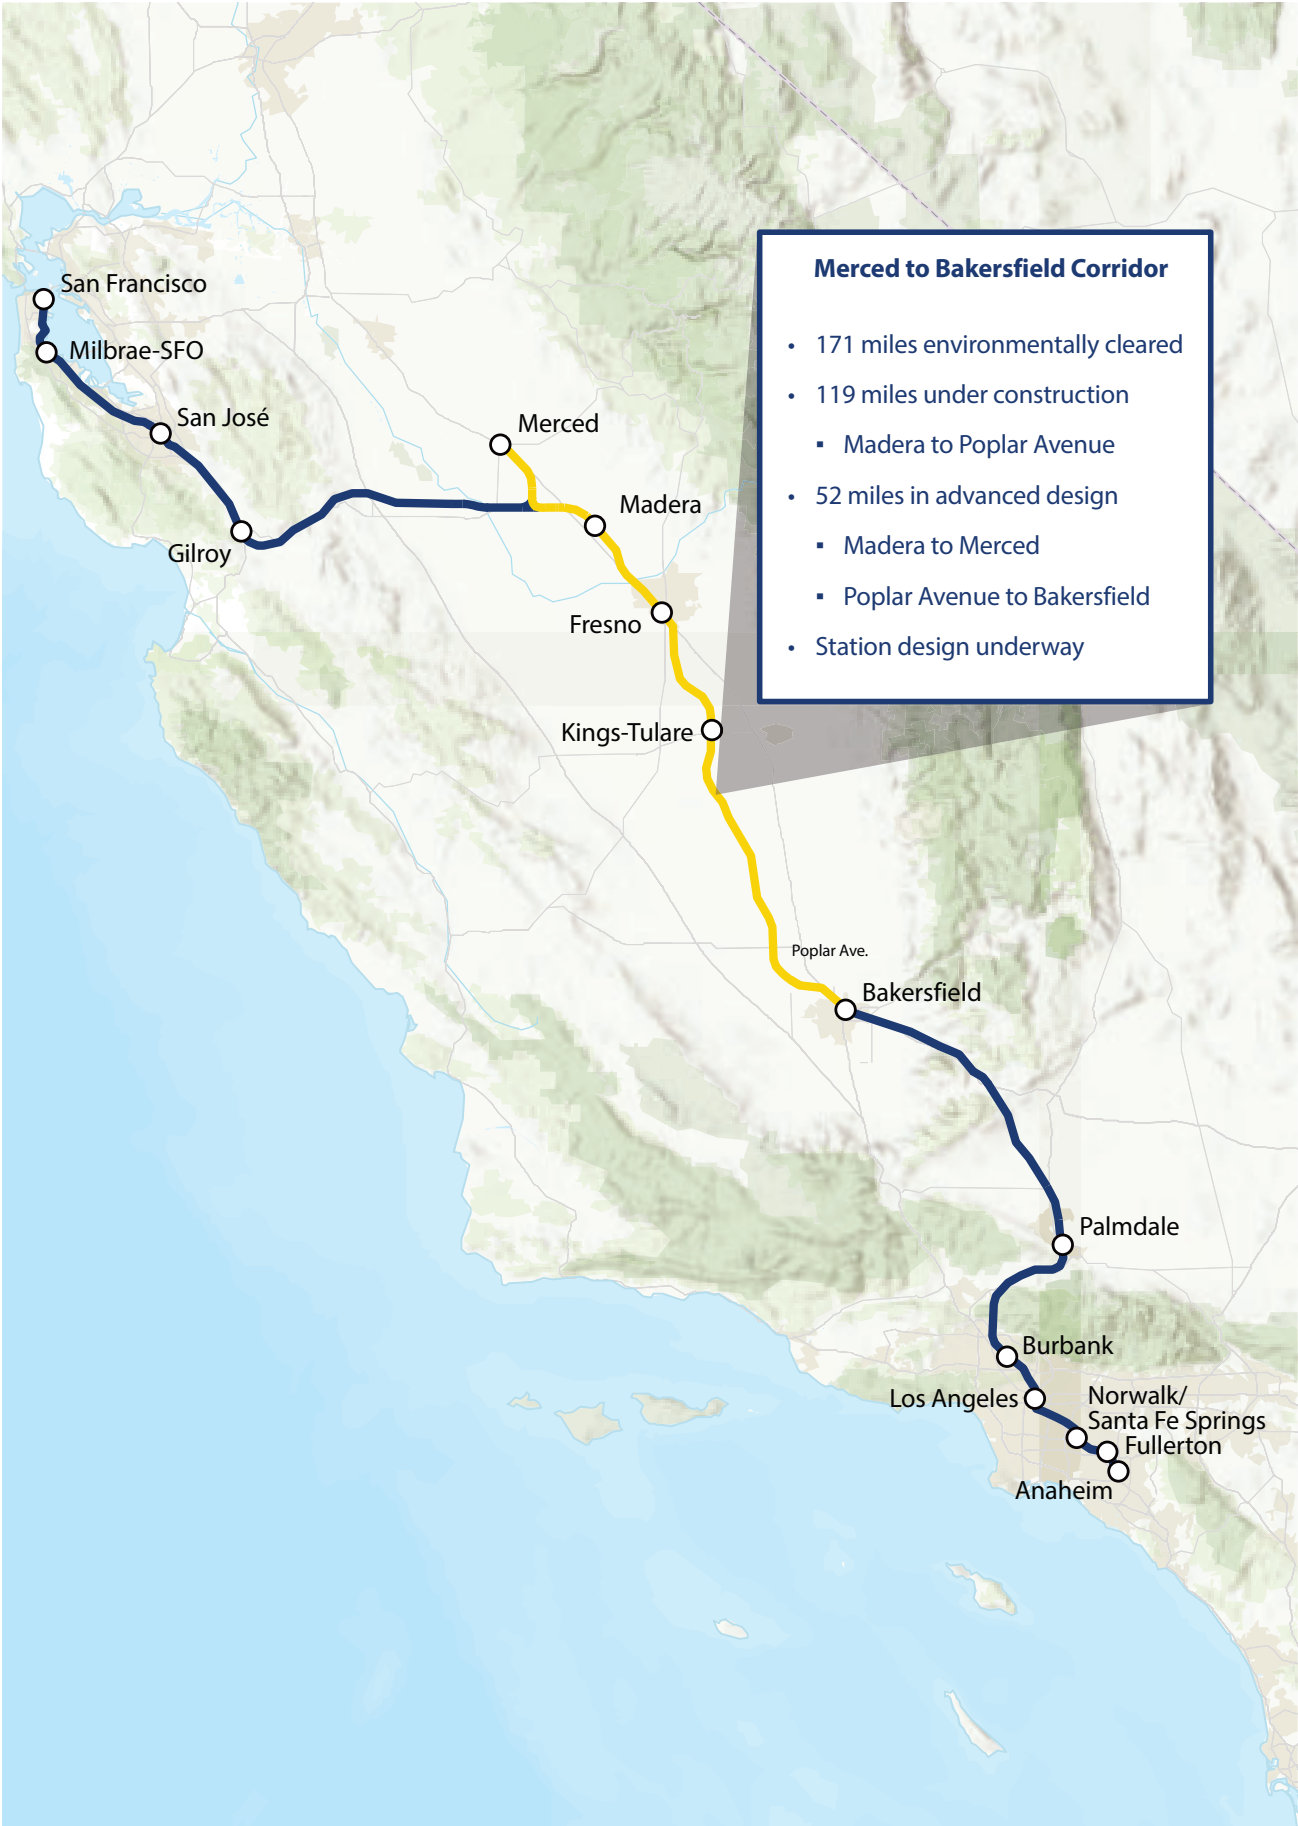 San Francisco
Milbrae-SFO
San José
Gilroy
Merced
Madera
Fresno
Kings-Tulare
Merced to Bakersfield Corridor
• 171 miles environmentally cleared
• 119 miles under construction
▪ Madera to Poplar Avenue
• 52 miles in advanced design
▪ Madera to Merced
▪ Poplar Avenue to Bakersfield
• Station design underway
Poplar Ave.
Bakersfield
Palmdale
Burbank
Los Angeles
Norwalk/
Santa Fe Springs
Fullerton
Anaheim